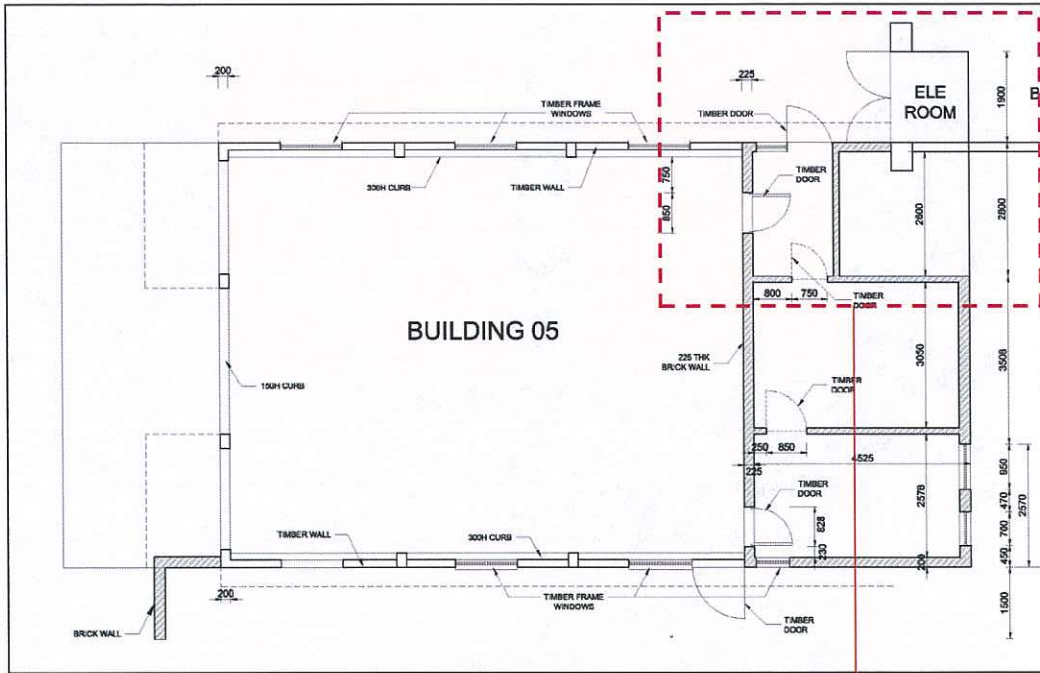 200
225
TIMBER FRAME
WINDOWS
TIMBER DOOR
ELE
ROOM
1900
B
300H CURB
TIMBER WALL
750
850
TIMBER
DOOR
2600
2800
800
750
TIMBER
DOOR
BUILDING 05
225 THK
BRICK WALL
3050
3508
150H CURB
TIMBER
DOOR
250
850
225
4525
950
TIMBER
DOOR
2578
470
2570
TIMBER WALL
300H CURB
628
700
230
200
450
200
TIMBER FRAME
WINDOWS
1500
BRICK WALL
TIMBER
DOOR